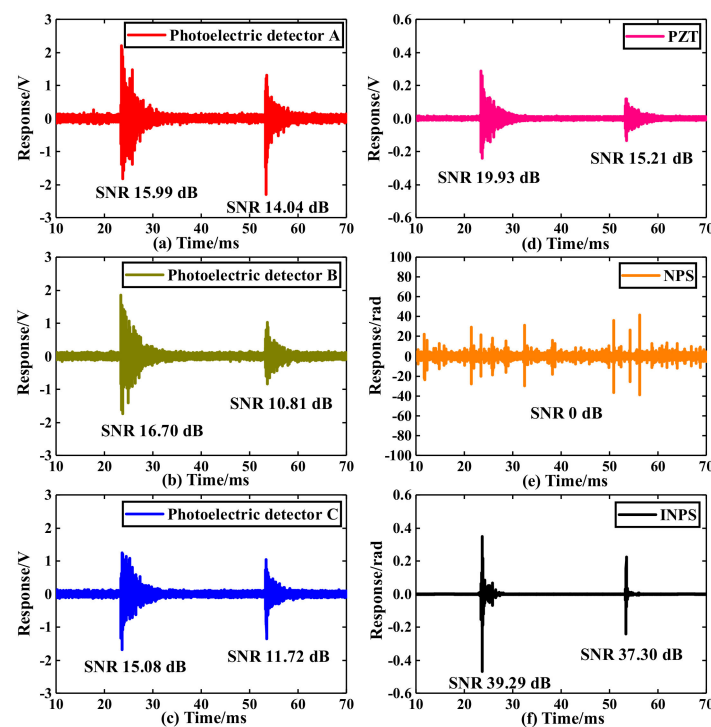 3
2
1
0
-1
-2
-3
Response/V
Photoelectric detector A
SNR 15.99 dB
SNR 14.04 dB
10 20 30 40 50 60 70
(a) Time/ms
0.6
0.4
0.2
0.0
-0.2
-0.4
-0.6
Response/V
PZT
SNR 19.93 dB
SNR 15.21 dB
10 20 30 40 50 60 70
(d) Time/ms
3
2
1
0
-1
-2
-3
Response/V
Photoelectric detector B
SNR 16.70 dB
SNR 10.81 dB
10 20 30 40 50 60 70
(b) Time/ms
100
80
60
40
20
0
-20
-40
-60
-80
-100
Response/rad
NPS
SNR 0 dB
10 20 30 40 50 60 70
(e) Time/ms
3
2
1
0
-1
-2
-3
Response/V
Photoelectric detector C
SNR 15.08 dB
SNR 11.72 dB
10 20 30 40 50 60 70
(c) Time/ms
0.6
0.4
0.2
0.0
-0.2
-0.4
-0.6
Response/rad
INPS
SNR 39.29 dB
SNR 37.30 dB
10 20 30 40 50 60 70
(f) Time/ms